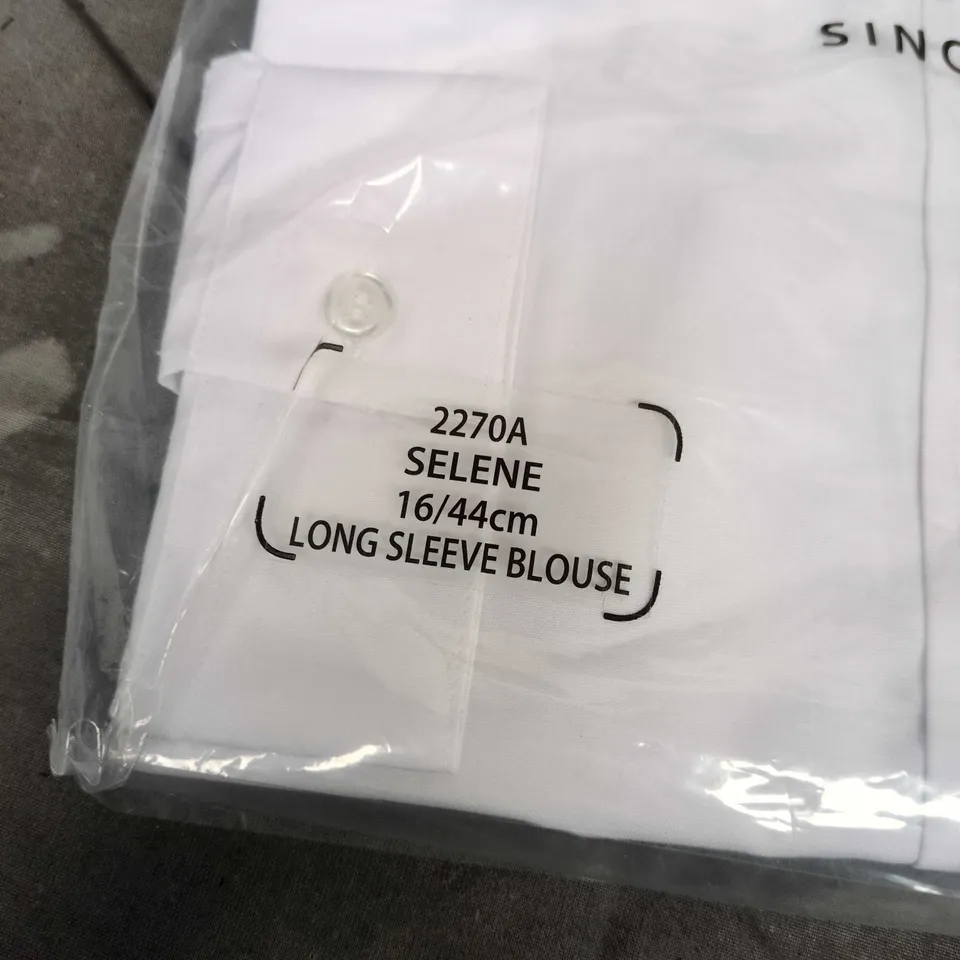 2270A
SELENE
16/44cm
LONG SLEEVE BLOUSE